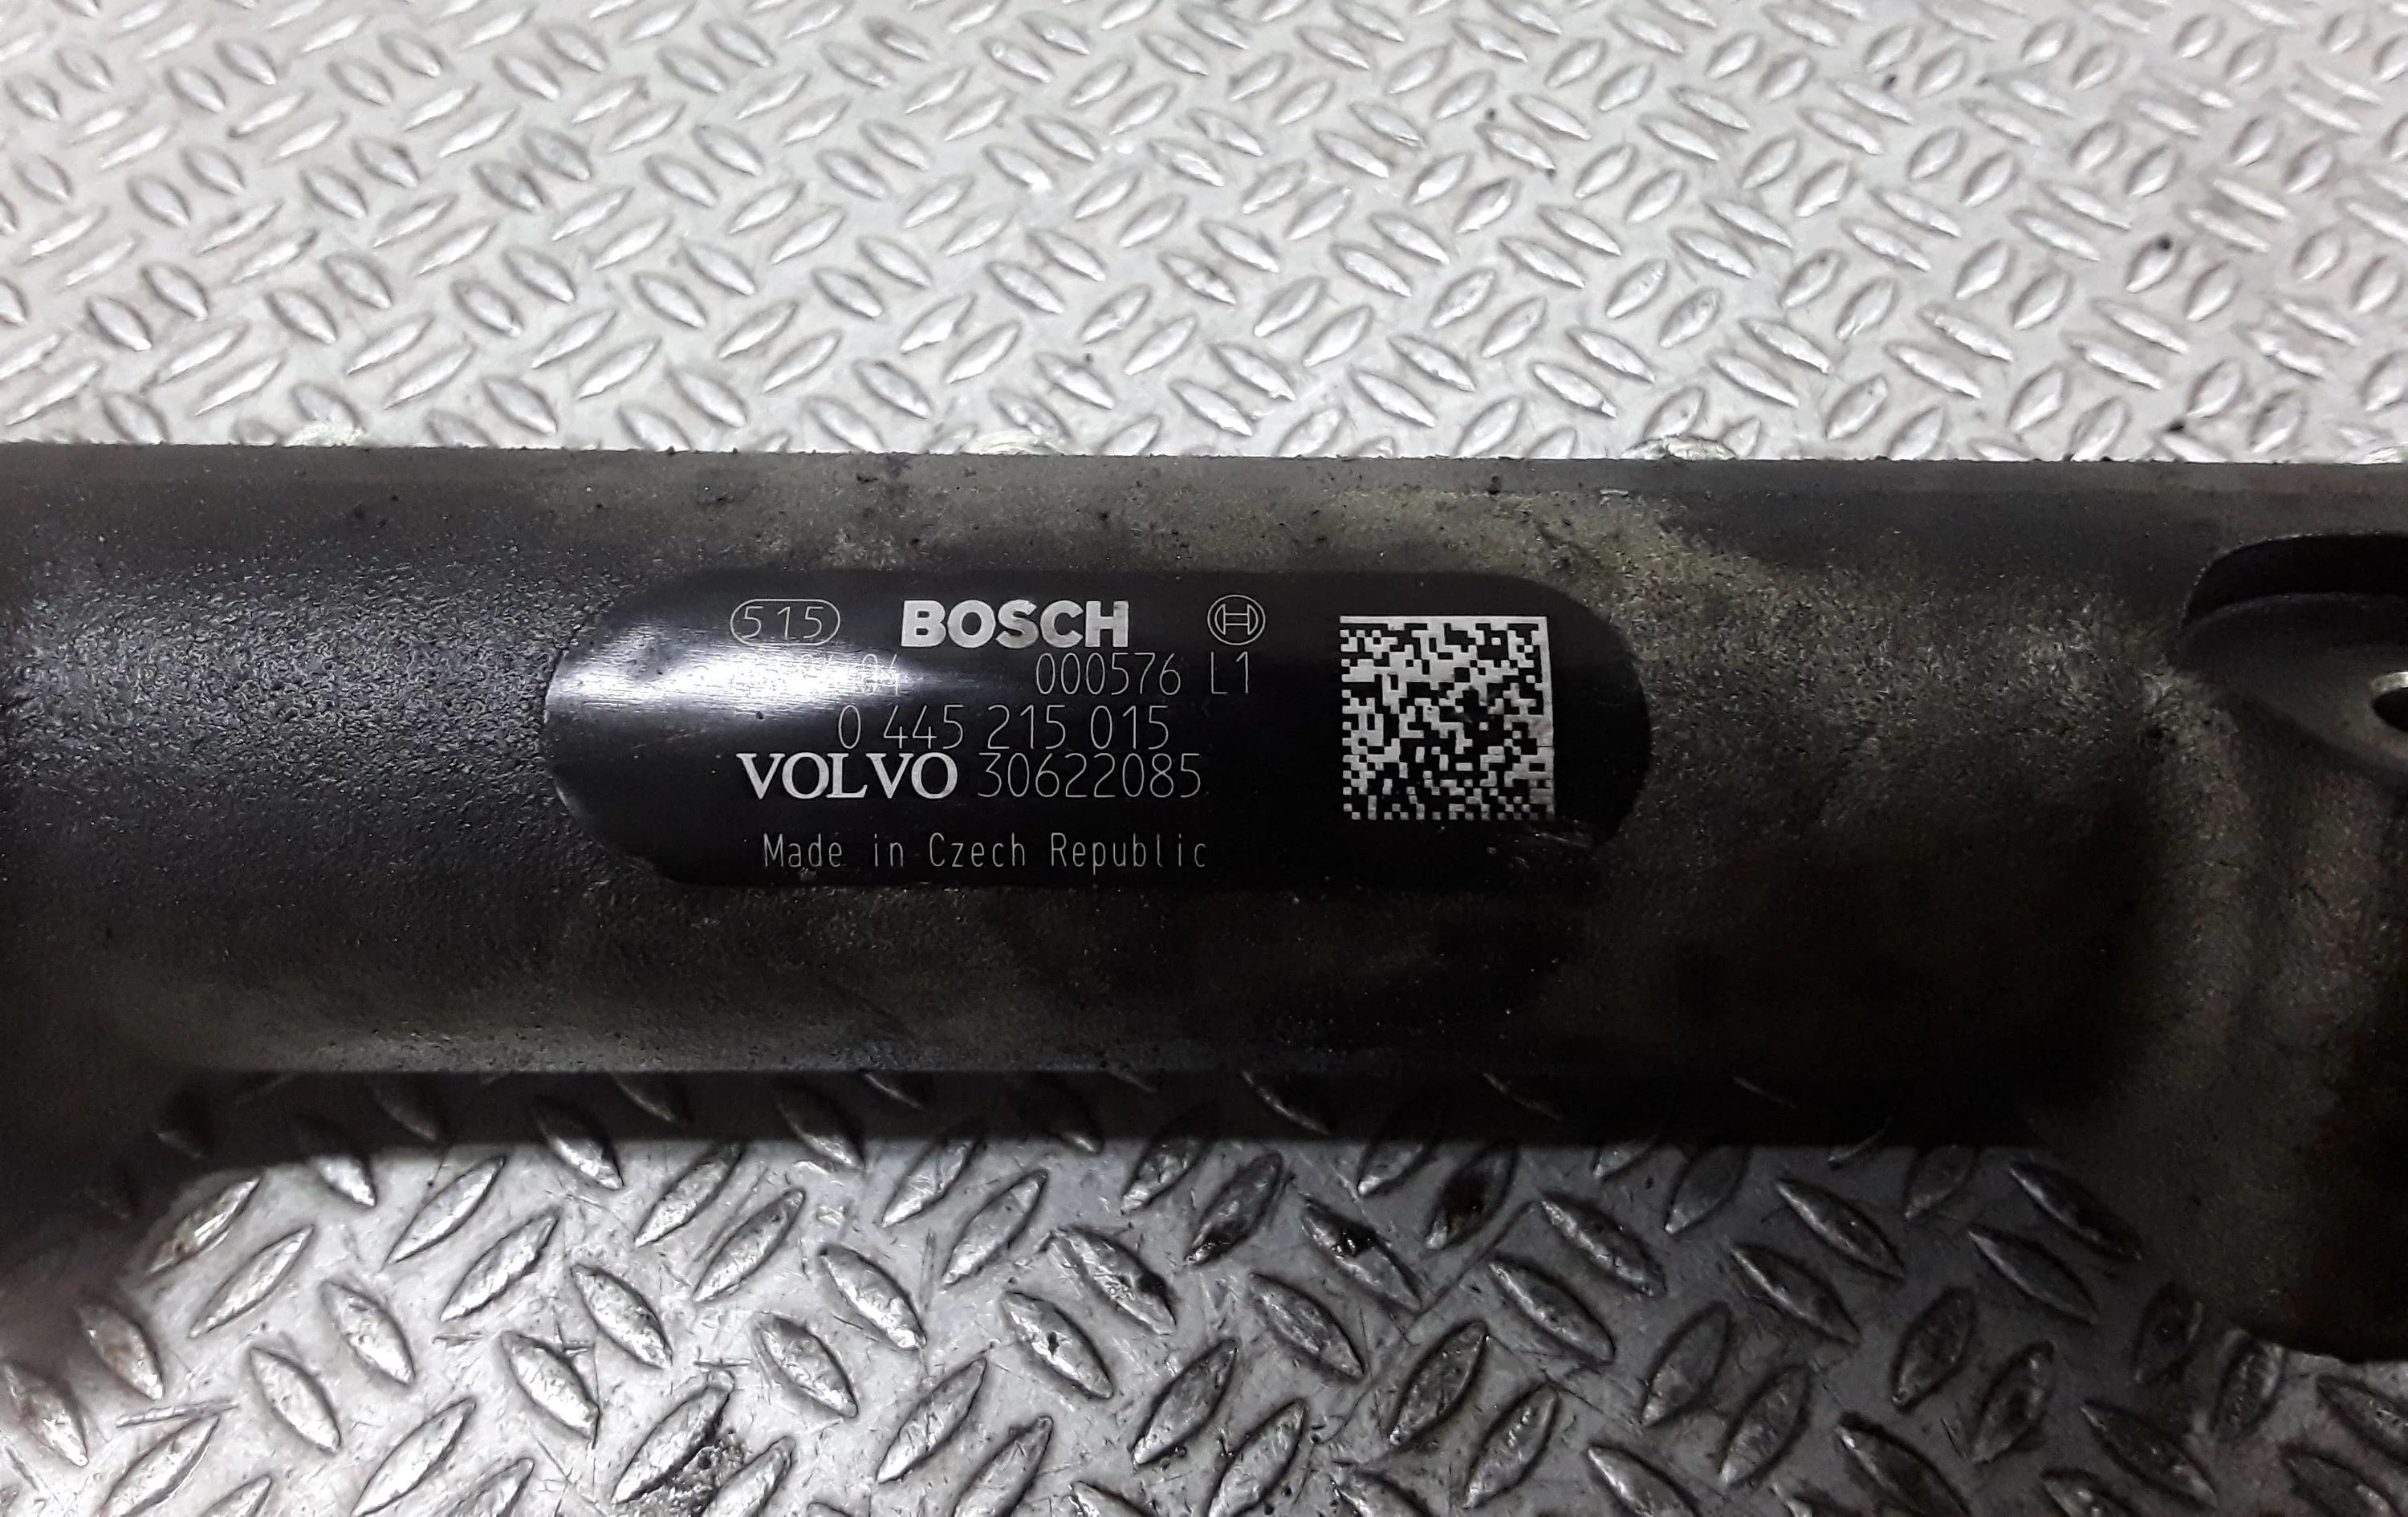 515 BOSCH
000576 L1
0 445 215 015
VOLVO 30622085
Made in Czech Republic